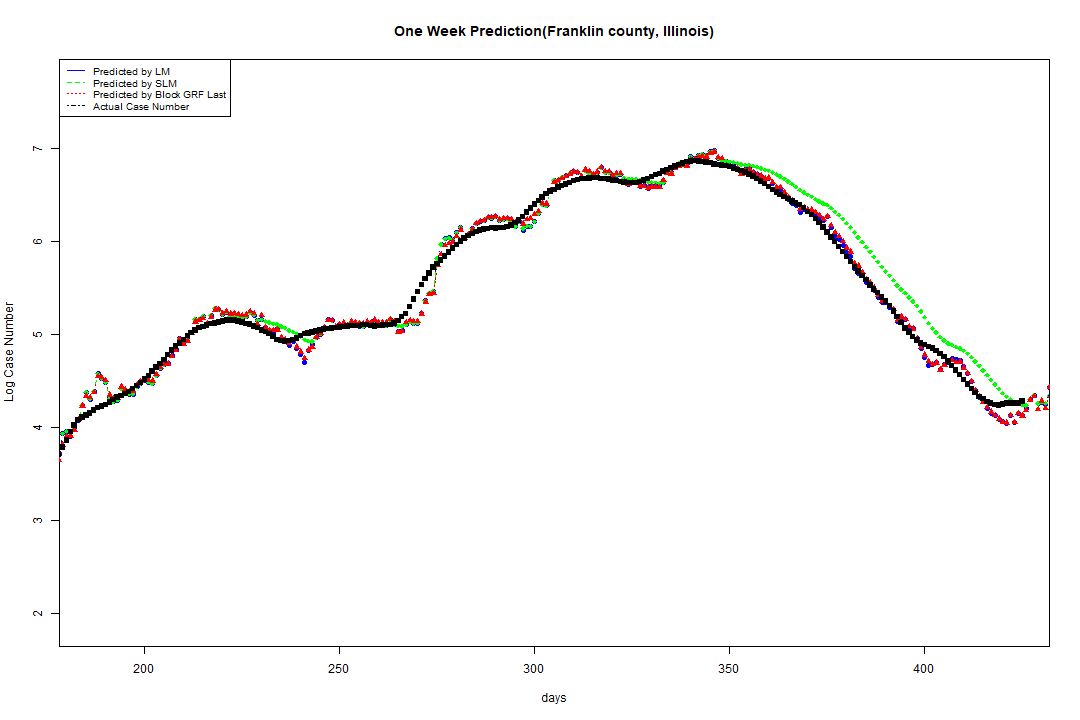 One Week Prediction(Franklin county, Illinois)
Predicted by LM
Predicted by SLM
Predicted by Block GRF Last
Actual Case Number
Log Case Number
7
6
5
4
3
2
200 250 300 350 400
days